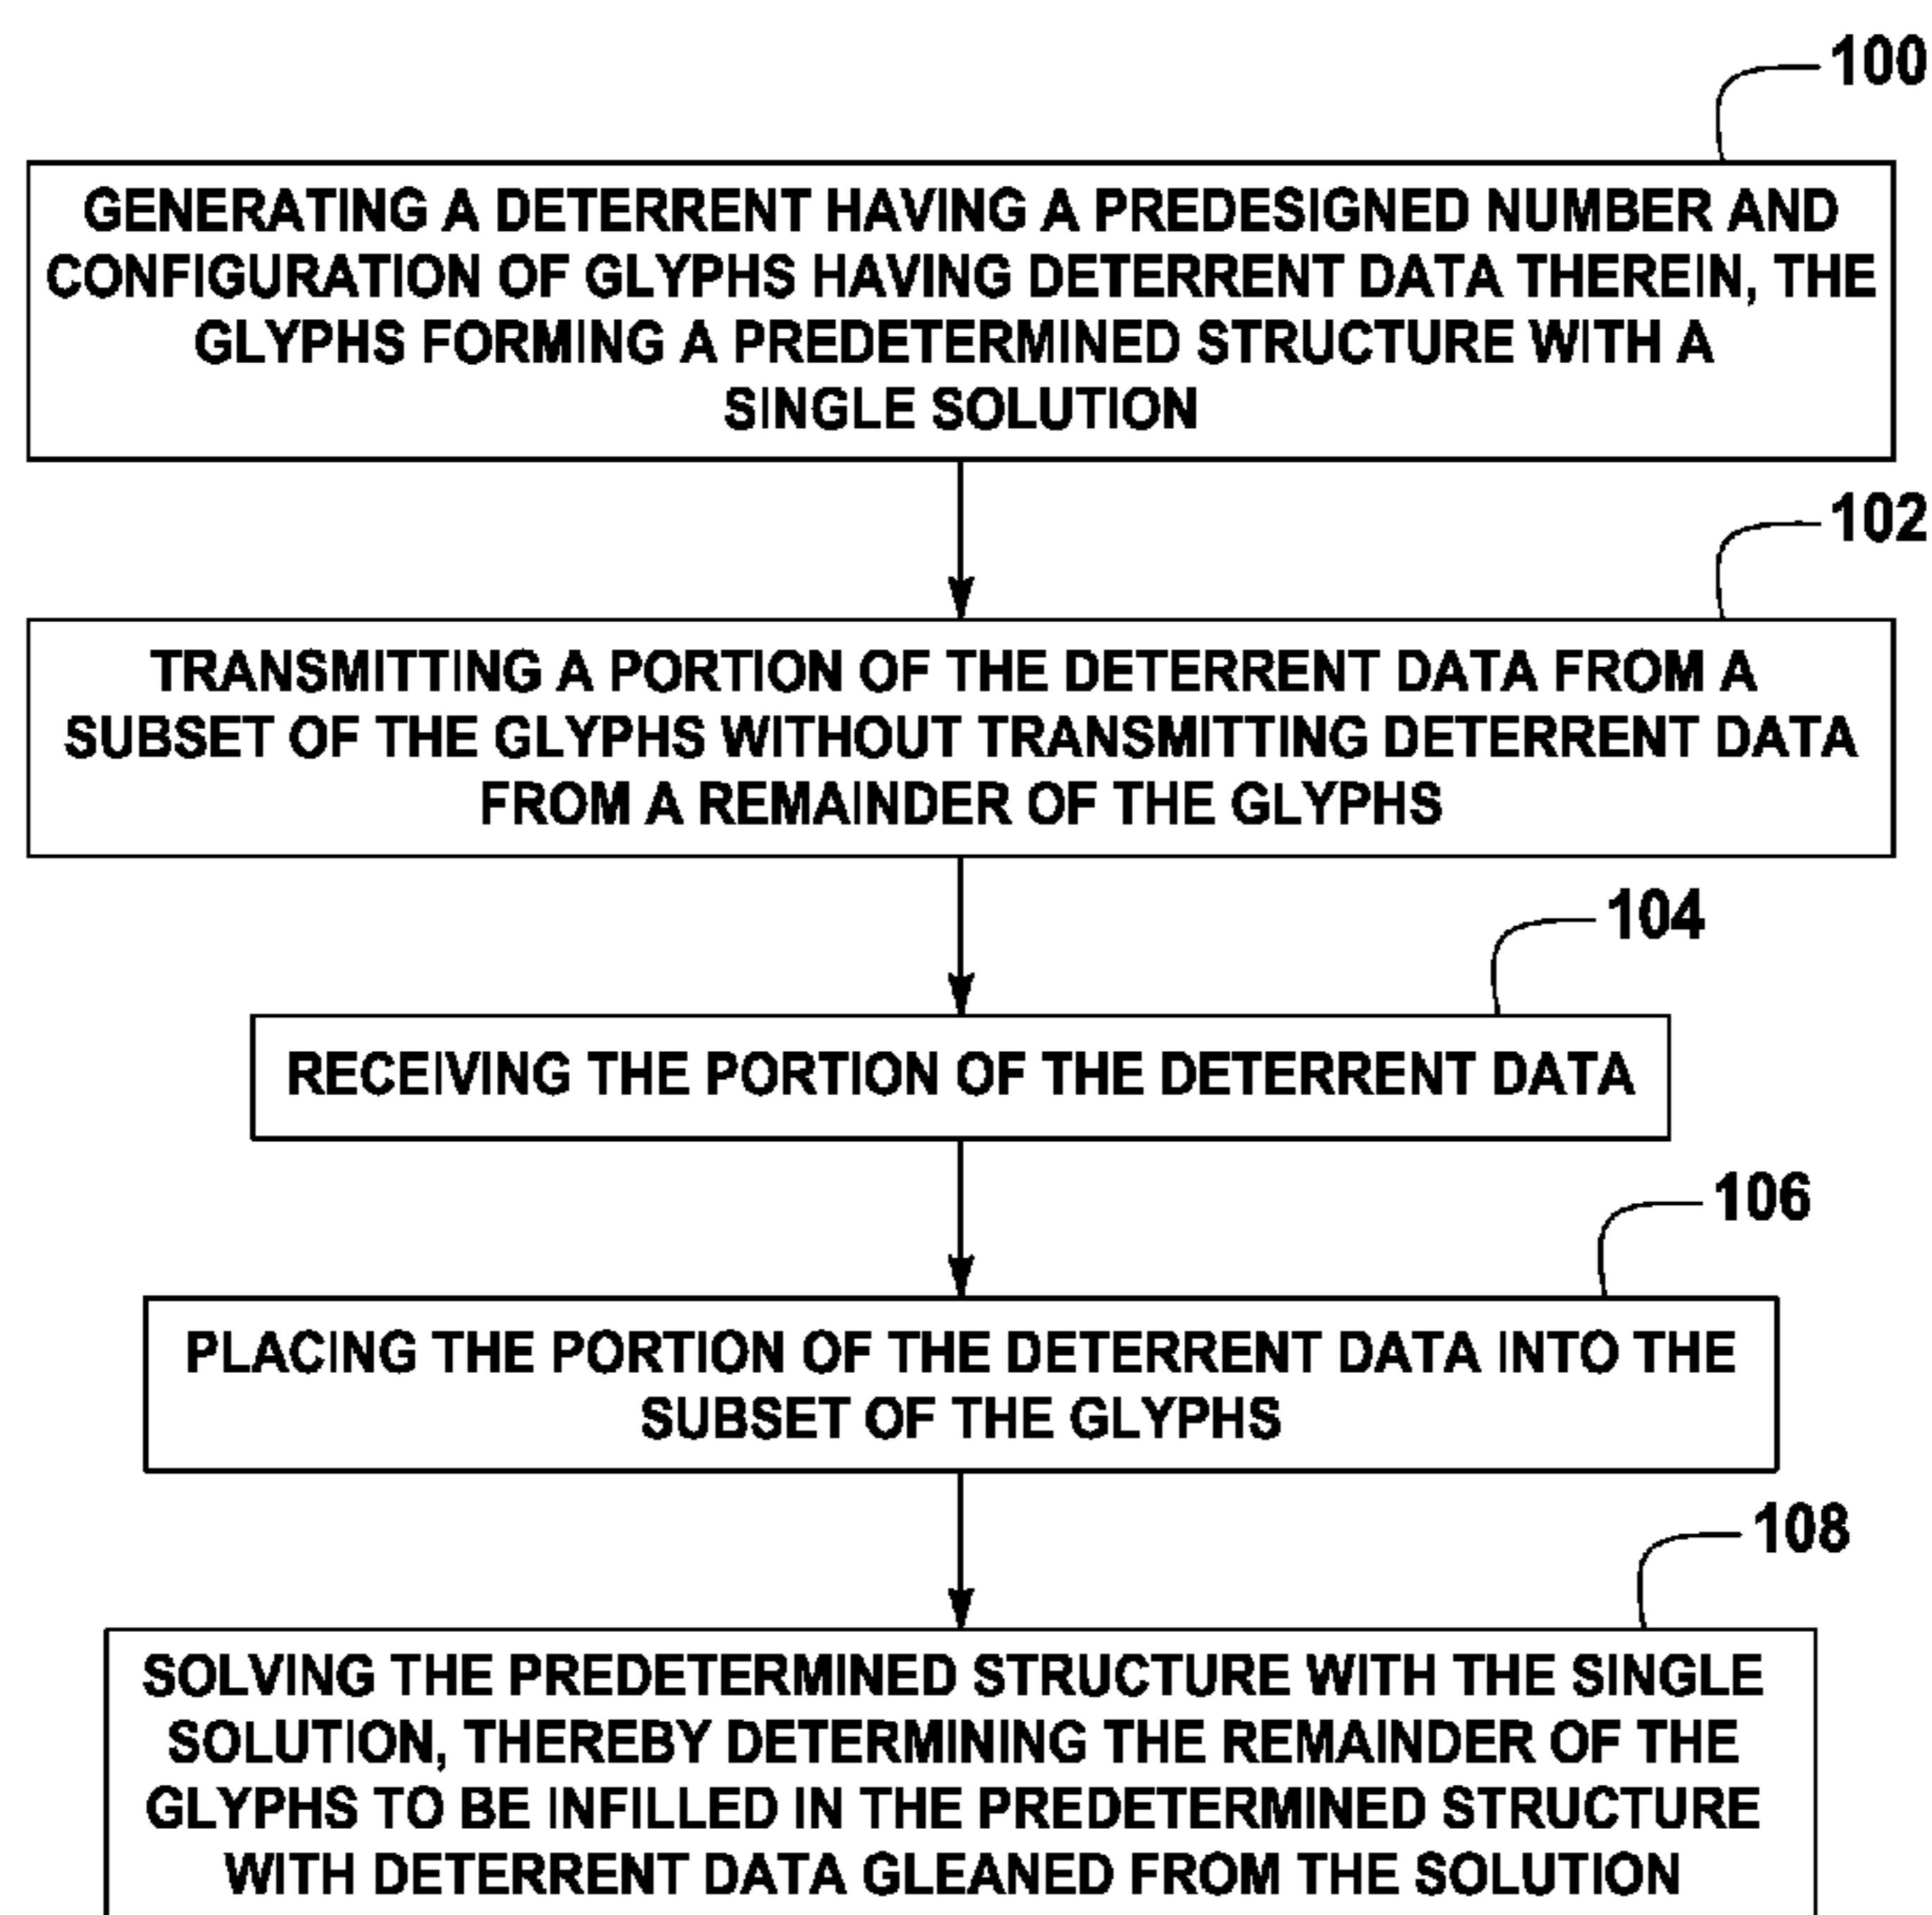 100
GENERATING A DETERRENT HAVING A PREDESIGNED NUMBER AND
CONFIGURATION OF GLYPHS HAVING DETERRENT DATA THEREIN, THE
GLYPHS FORMING A PREDETERMINED STRUCTURE WITH A
SINGLE SOLUTION
102
TRANSMITTING A PORTION OF THE DETERRENT DATA FROM A
SUBSET OF THE GLYPHS WITHOUT TRANSMITTING DETERRENT DATA
FROM A REMAINDER OF THE GLYPHS
104
RECEIVING THE PORTION OF THE DETERRENT DATA
106
PLACING THE PORTION OF THE DETERRENT DATA INTO THE
SUBSET OF THE GLYPHS
108
SOLVING THE PREDETERMINED STRUCTURE WITH THE SINGLE
SOLUTION, THEREBY DETERMINING THE REMAINDER OF THE
GLYPHS TO BE INFILLED IN THE PREDETERMINED STRUCTURE
WITH DETERRENT DATA GLEANED FROM THE SOLUTION